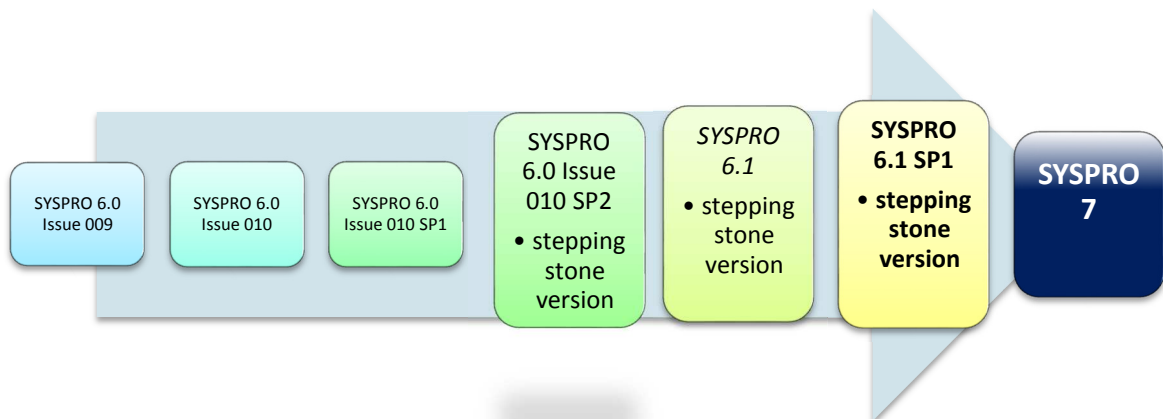 SYSPRO 6.0
Issue 009
SYSPRO 6.0
Issue 010
SYSPRO 6.0
Issue 010 SP1
SYSPRO
6.0 Issue
010 SP2
• stepping
stone
version
SYSPRO
6.1
• stepping
stone
version
SYSPRO
6.1 SP1
• stepping
stone
version
SYSPRO
7